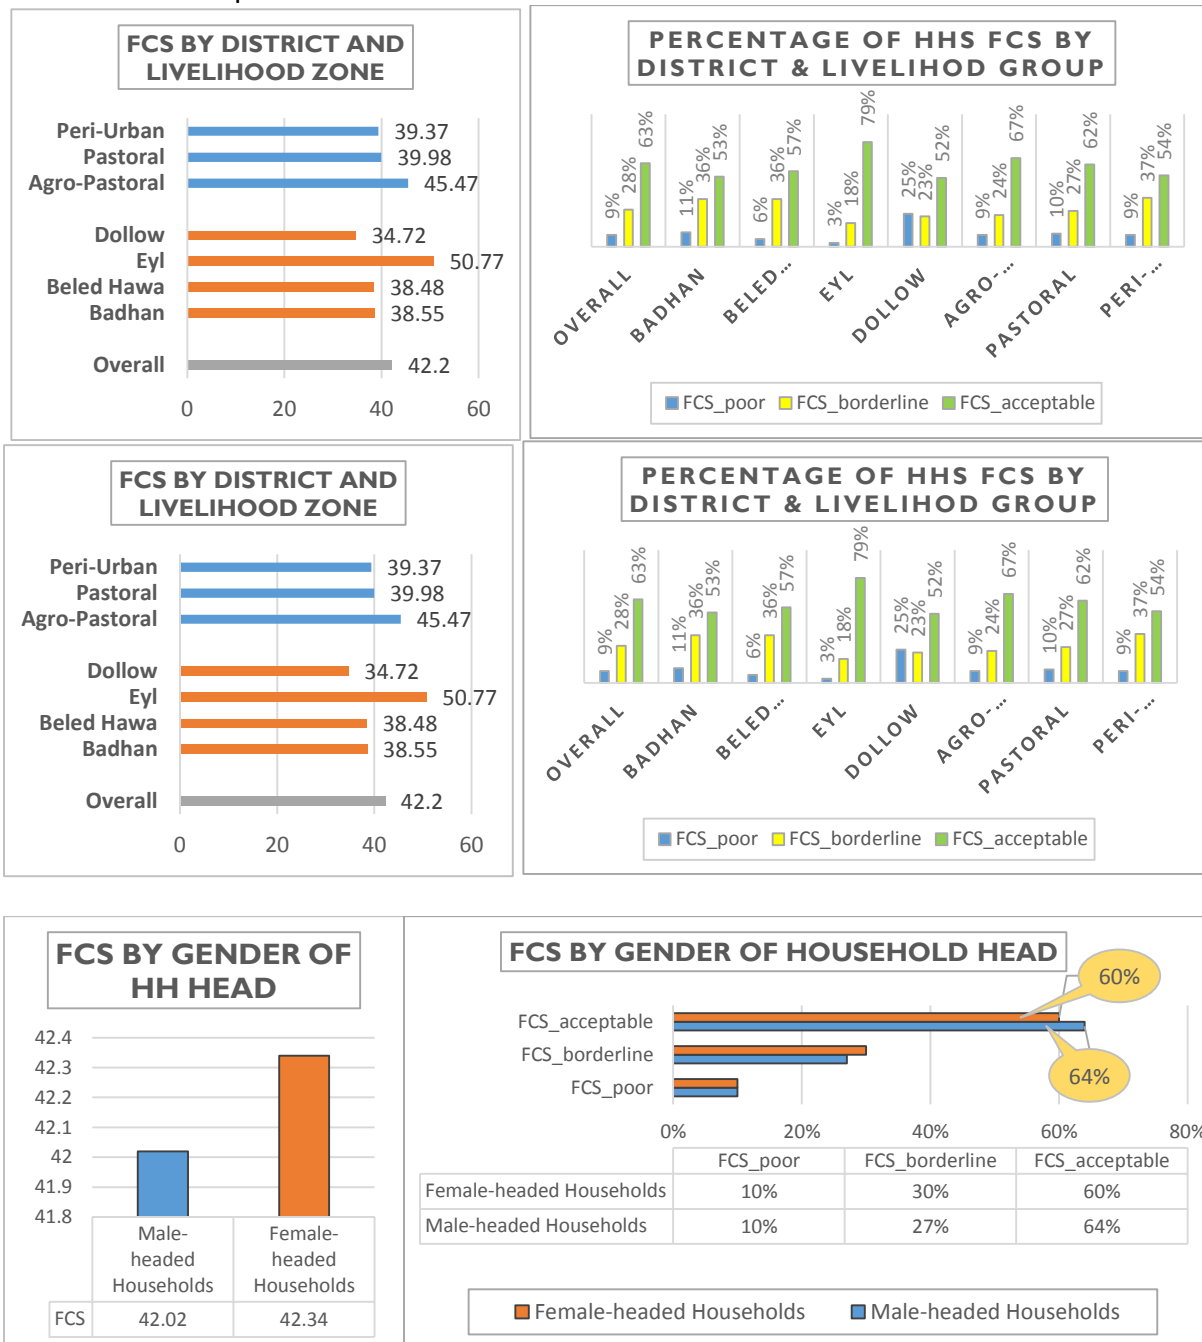 FCS BY DISTRICT AND
LIVELIHOOD ZONE
Peri-Urban 39.37
Pastoral 39.98
Agro-Pastoral 45.47
Dollow 34.72
Eyl 50.77
Beled Hawa 38.48
Badhan 38.55
Overall 42.2
0 20 40 60
PERCENTAGE OF HHS FCS BY
DISTRICT & LIVELIHOD GROUP
9% 28% 63% 11% 36% 53% 6% 36% 57% 3% 18% 79% 25% 23% 52% 9% 24% 67% 10% 27% 62% 9% 37% 54%
OVERALL BADHAN BELED... EYL DOLLOW AGRO-... PASTORAL PERI-...
FCS_poor FCS_borderline FCS_acceptable
FCS BY DISTRICT AND
LIVELIHOOD ZONE
Peri-Urban 39.37
Pastoral 39.98
Agro-Pastoral 45.47
Dollow 34.72
Eyl 50.77
Beled Hawa 38.48
Badhan 38.55
Overall 42.2
0 20 40 60
PERCENTAGE OF HHS FCS BY
DISTRICT & LIVELIHOD GROUP
9% 28% 63% 11% 36% 53% 6% 36% 57% 3% 18% 79% 25% 23% 52% 9% 24% 67% 10% 27% 62% 9% 37% 54%
OVERALL BADHAN BELED... EYL DOLLOW AGRO-... PASTORAL PERI-...
FCS_poor FCS_borderline FCS_acceptable
FCS BY GENDER OF
HH HEAD
42.4
42.3
42.2
42.1
42
41.9
41.8
Male-headed Households Female-headed Households
FCS 42.02 42.34
FCS BY GENDER OF HOUSEHOLD HEAD
60%
FCS_acceptable
FCS_borderline
64%
FCS_poor
0% 20% 40% 60% 80%
FCS_poor FCS_borderline FCS_acceptable
Female-headed Households 10% 30% 60%
Male-headed Households 10% 27% 64%
Female-headed Households Male-headed Households